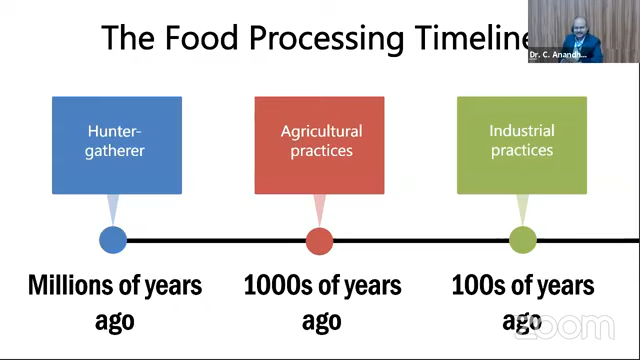 The Food Processing Timeline
Dr. C. Anandh...
Hunter-
gatherer
Agricultural
practices
Industrial
practices
Millions of years
ago
1000s of years
ago
100s of years
ago
zoom